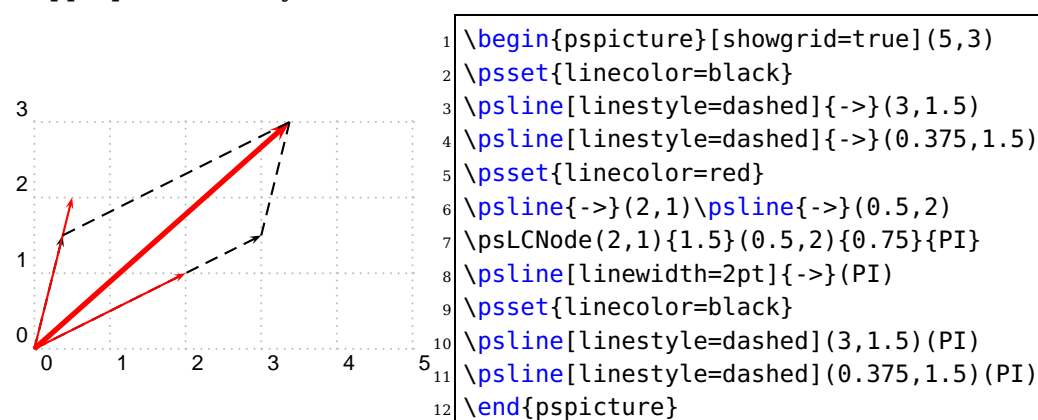 3
2
1
0
0 1 2 3 4 5
1 \begin{pspicture}[showgrid=true](5,3)
2 \psset{linecolor=black}
3 \psline[linestyle=dashed]{->}(3,1.5)
4 \psline[linestyle=dashed]{->}(0.375,1.5)
5 \psset{linecolor=red}
6 \psline{->}(2,1)\psline{->}(0.5,2)
7 \psLCNode(2,1){1.5}(0.5,2){0.75}{PI}
8 \psline[linewidth=2pt]{->}(PI)
9 \psset{linecolor=black}
10 \psline[linestyle=dashed](3,1.5)(PI)
11 \psline[linestyle=dashed](0.375,1.5)(PI)
12 \end{pspicture}